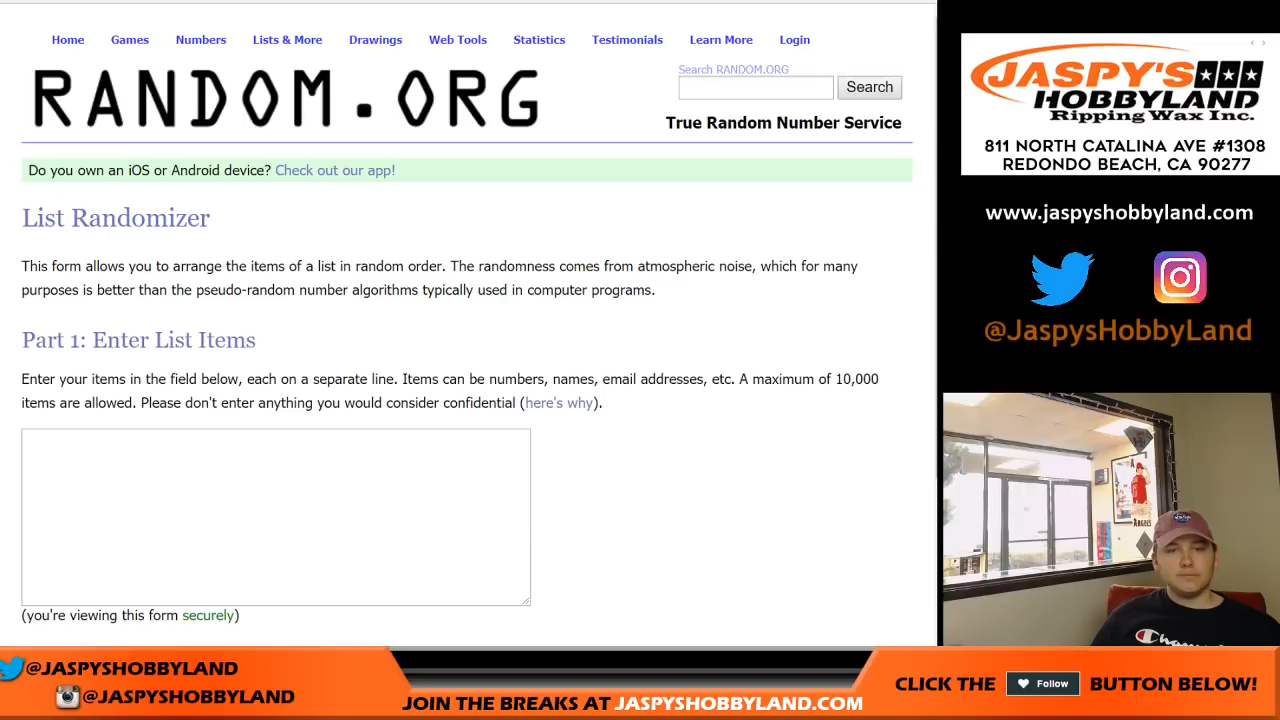 Home Games Numbers Lists & More Drawings Web Tools Statistics Testimonials Learn More Login
RANDOM.ORG
Search RANDOM.ORG
Search
True Random Number Service
Do you own an iOS or Android device? Check out our app!
List Randomizer
This form allows you to arrange the items of a list in random order. The randomness comes from atmospheric noise, which for many
purposes is better than the pseudo-random number algorithms typically used in computer programs.
Part 1: Enter List Items
Enter your items in the field below, each on a separate line. Items can be numbers, names, email addresses, etc. A maximum of 10,000
items are allowed. Please don't enter anything you would consider confidential (here's why).
(you're viewing this form securely)
JASPY'S
HOBBYLAND
Ripping Wax Inc.
811 NORTH CATALINA AVE #1308
REDONDO BEACH, CA 90277
www.jaspyshobbyland.com
@JaspysHobbyLand
ANGELS
Champion
@JASPYSHOBBYLAND
@JASPYSHOBBYLAND
JOIN THE BREAKS AT JASPYSHOBBYLAND.COM
CLICK THE Follow BUTTON BELOW!